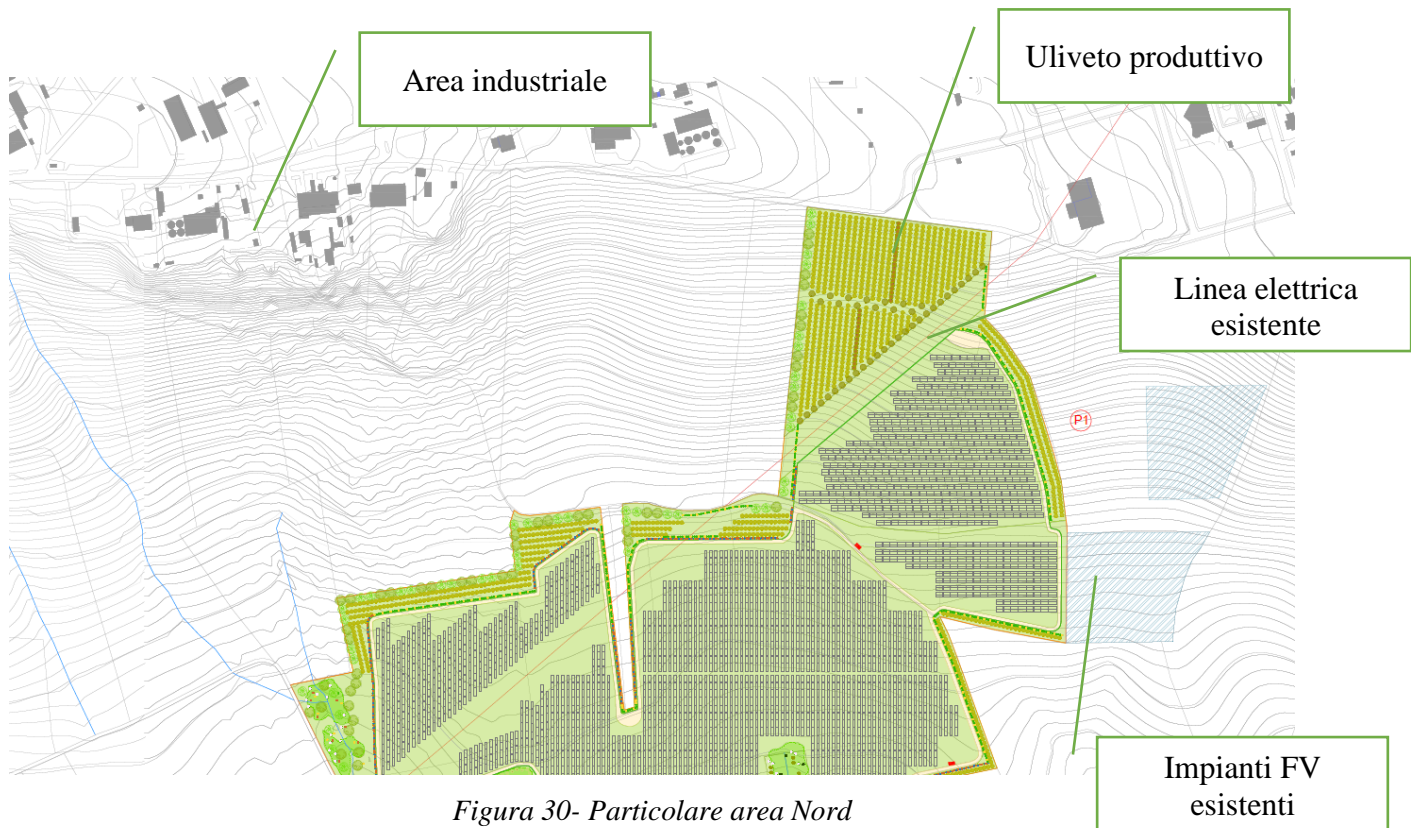 Area industriale
Uliveto produttivo
Linea elettrica
esistente
P1
Impianti FV
esistenti
Figura 30- Particolare area Nord